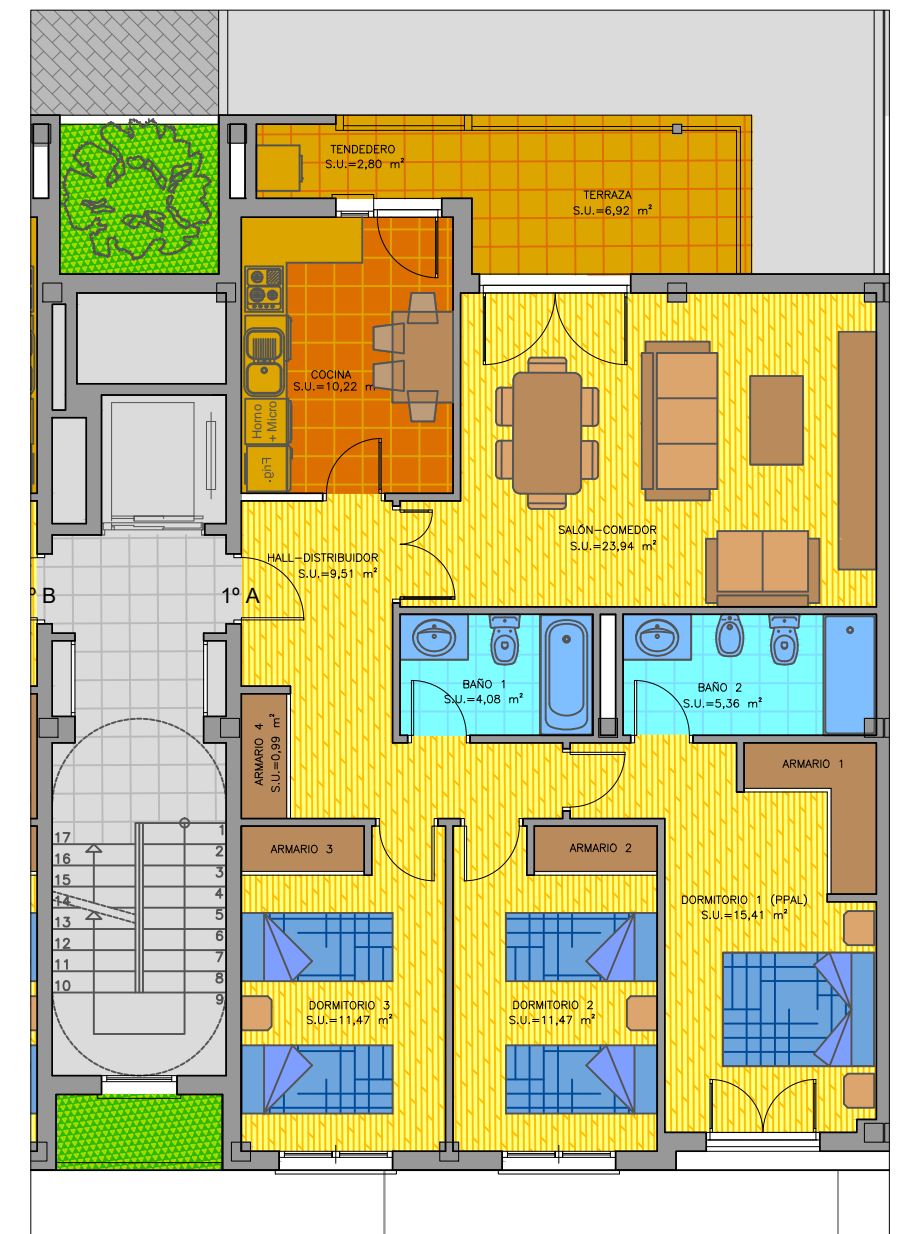 TENDEDERO
S.U.=2,80 m²
TERRAZA
S.U.=6,92 m²
COCINA
S.U.=10,22 m
Horno
+ Micro
Frig.
SALÓN-COMEDOR
S.U.=23,94 m²
HALL-DISTRIBUIDOR
S.U.=9,51 m²
º B
1º A
BAÑO 1
S.U.=4,08 m²
BAÑO 2
S.U.=5,36 m²
ARMARIO 4
S.U.=0,99 m²
ARMARIO 1
ARMARIO 3
ARMARIO 2
DORMITORIO 1 (PPAL)
S.U.=15,41 m²
DORMITORIO 3
S.U.=11,47 m²
DORMITORIO 2
S.U.=11,47 m²
17
16
15
14
13
12
11
10
1
2
3
4
5
6
7
8
9